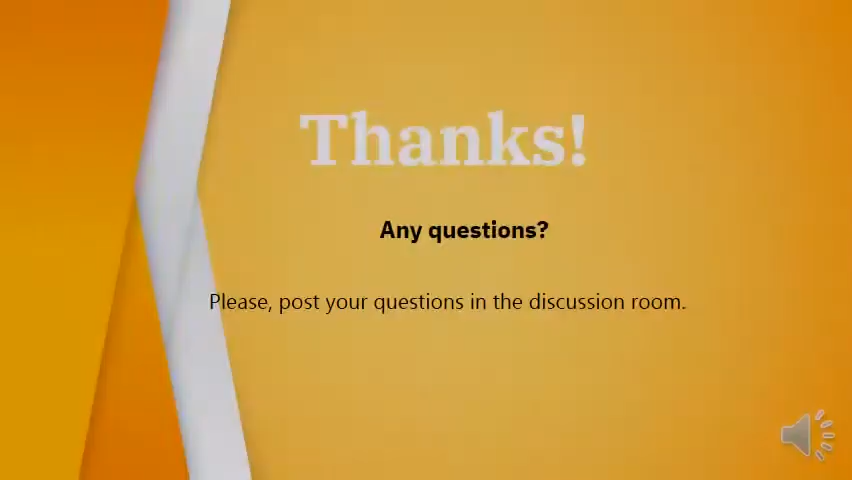 Thanks!
Any questions?
Please, post your questions in the discussion room.